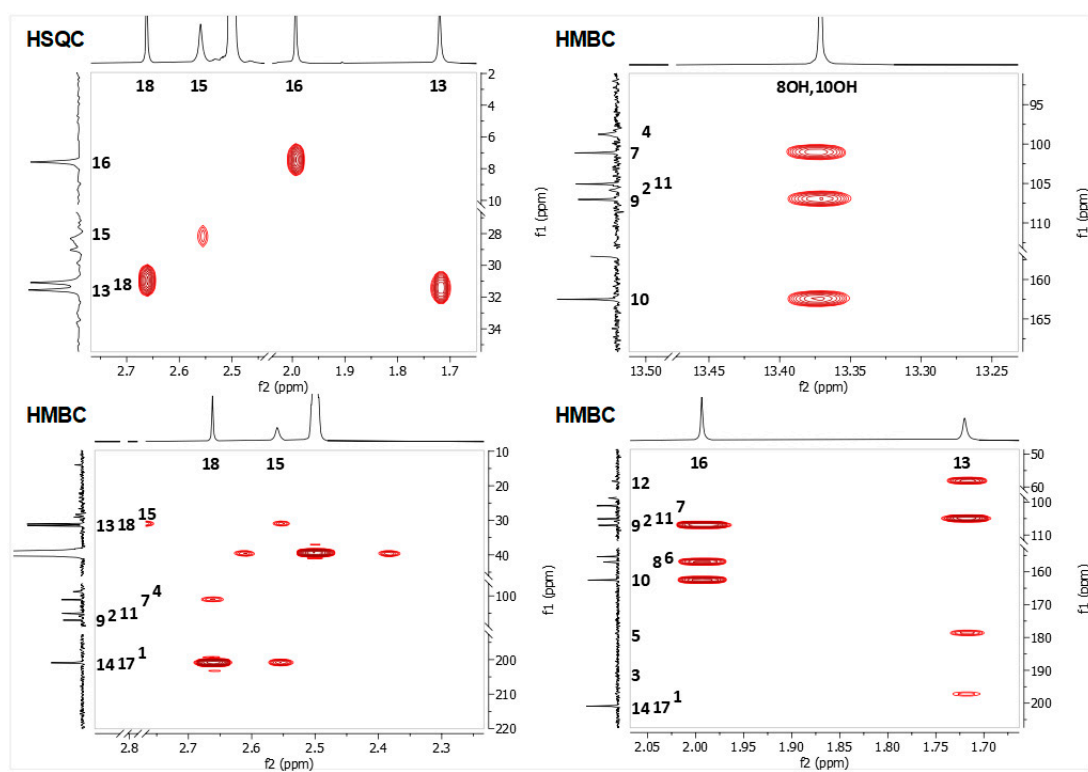 HSQC
18 15 16 13
16
15
13 18
2
4
6
8
10
28
30
32
34
f1 (ppm)
2.7 2.6 2.5 2.0 1.9 1.8 1.7
f2 (ppm)
HMBC
8OH,10OH
4
7
2 11
9
10
95
100
105
110
160
165
f1 (ppm)
13.50 13.45 13.40 13.35 13.30 13.25
f2 (ppm)
HMBC
18 15
13 18 15
7 4
9 2 11
14 17 1
10
20
30
40
100
200
210
220
f1 (ppm)
2.8 2.7 2.6 2.5 2.4 2.3
f2 (ppm)
HMBC
16 13
12
9 2 11 7
8 6
10
5
3
14 17 1
50
60
100
110
160
170
180
190
200
f1 (ppm)
2.05 2.00 1.95 1.90 1.85 1.80 1.75 1.70
f2 (ppm)